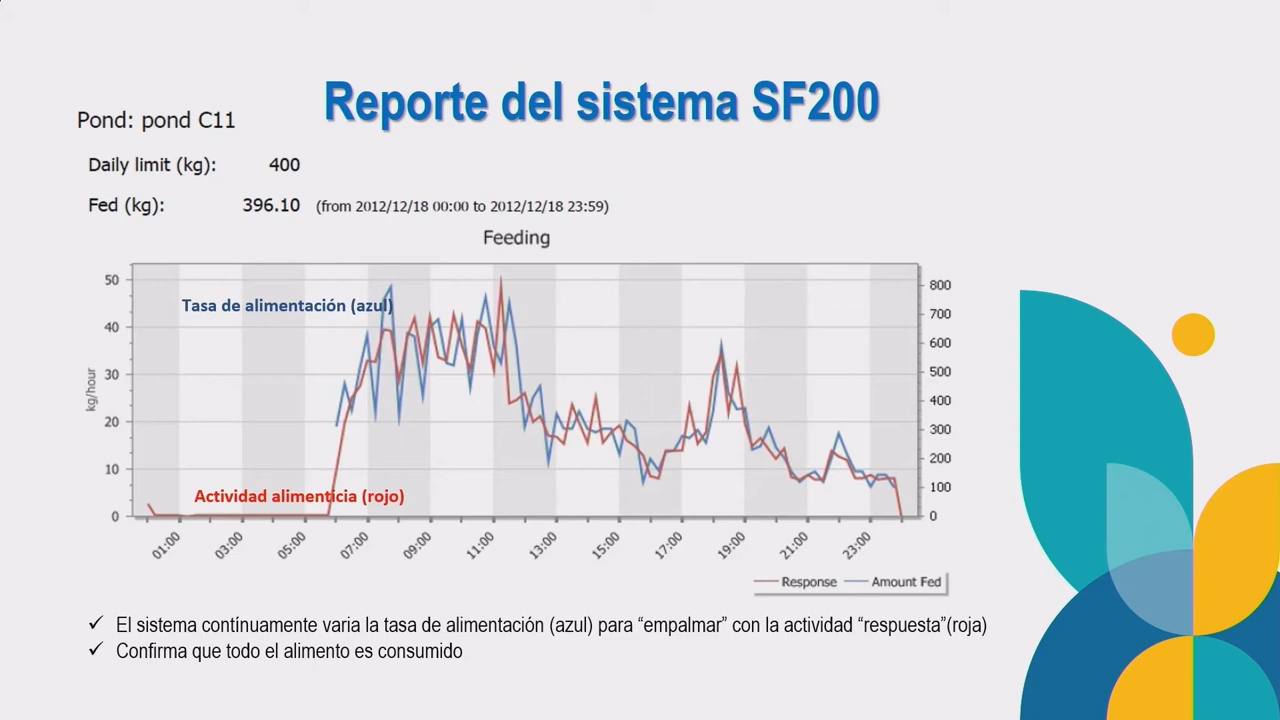 Reporte del sistema SF200
Pond: pond C11
Daily limit (kg): 400
Fed (kg): 396.10 (from 2012/12/18 00:00 to 2012/12/18 23:59)
Feeding
50
40
30
20
10
0
kg/hour
800
700
600
500
400
300
200
100
0
Tasa de alimentación (azul)
Actividad alimenticia (rojo)
01:00
03:00
05:00
07:00
09:00
11:00
13:00
15:00
17:00
19:00
21:00
23:00
Response Amount Fed
✓ El sistema contínuamente varia la tasa de alimentación (azul) para “empalmar” con la actividad “respuesta”(roja)
✓ Confirma que todo el alimento es consumido